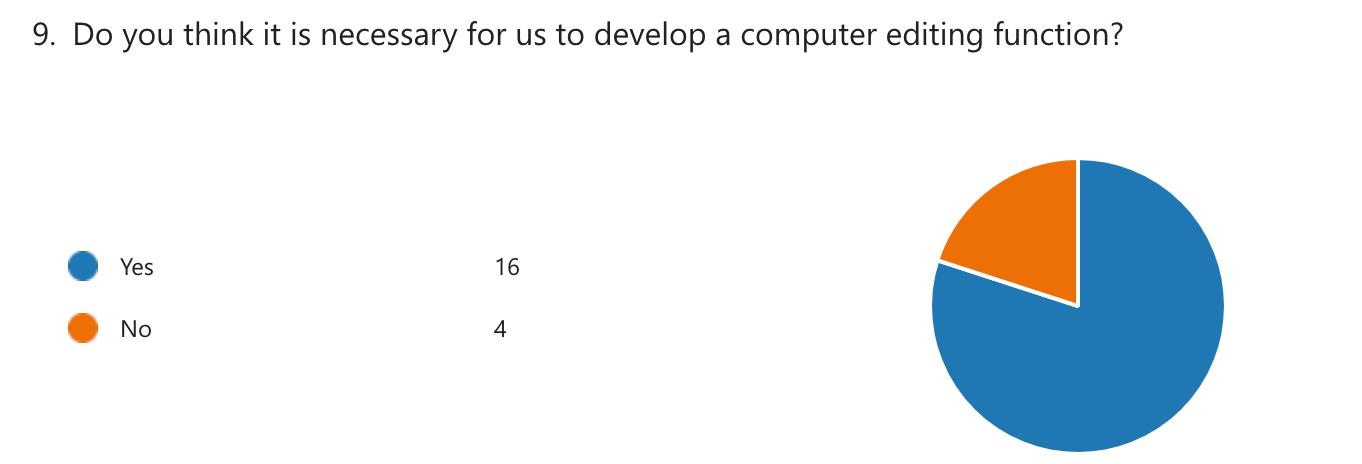 9. Do you think it is necessary for us to develop a computer editing function?
Yes 16
No 4